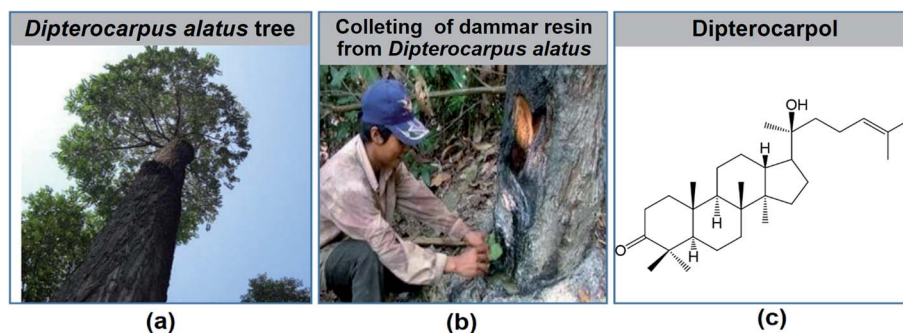 Dipterocarpus alatus tree
Colleting of dammar resin
from Dipterocarpus alatus
Dipterocarpol
OH
H
H
H
O
(a)
(b)
(c)